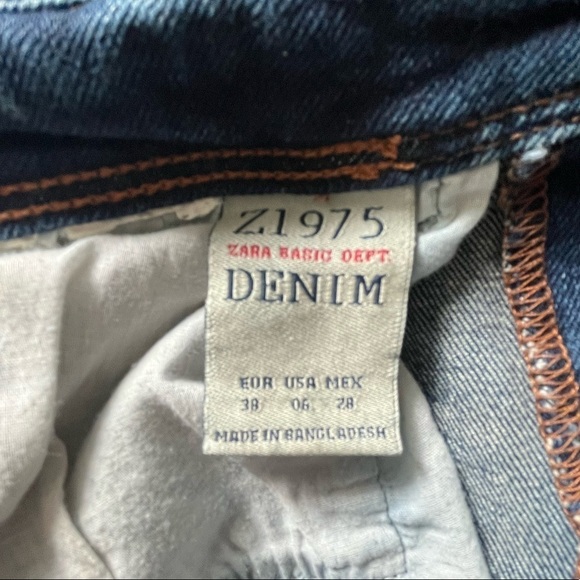 Z1975
ZARA BASIC DEPT.
DENIM
EUR USA MEX
38 06 28
MADE IN BANGLADESH